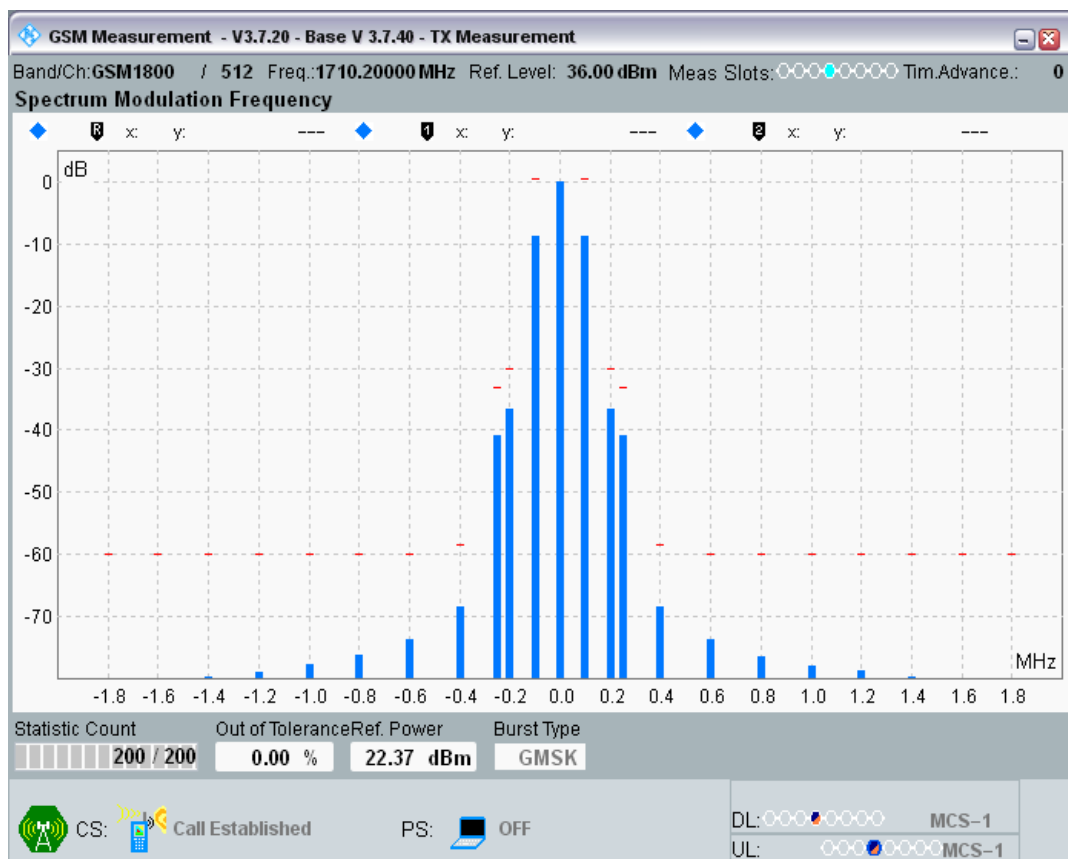 GSM Measurement - V3.7.20 - Base V 3.7.40 - TX Measurement
Band/Ch:GSM1800 / 512 Freq.:1710.20000 MHz Ref. Level: 36.00 dBm Meas Slots: Tim.Advance.: 0
Spectrum Modulation Frequency
R x: y: --- 1 x: y: --- 2 x: y: ---
dB
0
-10
-20
-30
-40
-50
-60
-70
MHz
-1.8 -1.6 -1.4 -1.2 -1.0 -0.8 -0.6 -0.4 -0.2 0.0 0.2 0.4 0.6 0.8 1.0 1.2 1.4 1.6 1.8
Statistic Count Out of Tolerance Ref. Power Burst Type
200 / 200 0.00 % 22.37 dBm GMSK
CS: Call Established PS: OFF
DL: MCS-1
UL: MCS-1